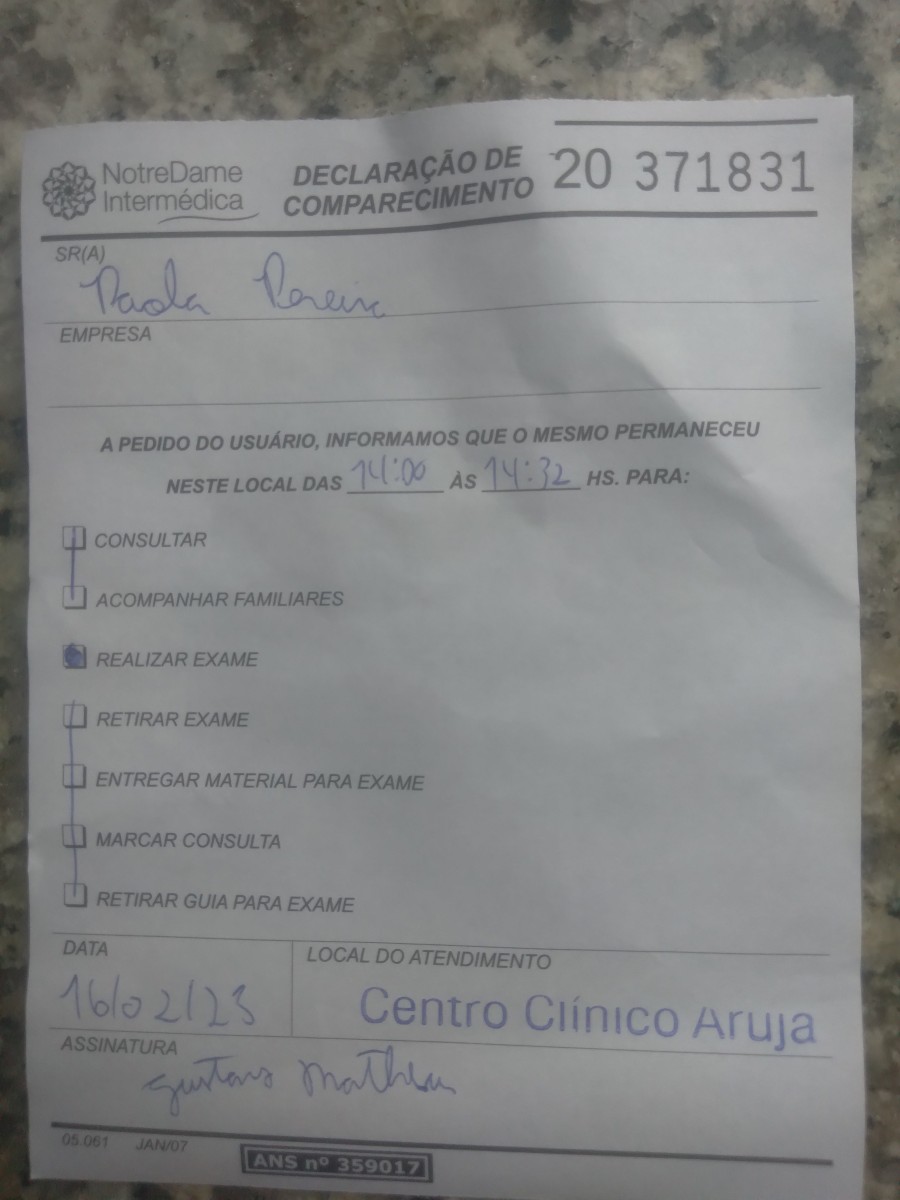 NotreDame
Intermédica
DECLARAÇÃO DE
COMPARECIMENTO
20 371831
SR(A)
Paola Pereira
EMPRESA
A PEDIDO DO USUÁRIO, INFORMAMOS QUE O MESMO PERMANECEU
NESTE LOCAL DAS 14:00 ÀS 14:32 HS. PARA:
CONSULTAR
ACOMPANHAR FAMILIARES
REALIZAR EXAME
RETIRAR EXAME
ENTREGAR MATERIAL PARA EXAME
MARCAR CONSULTA
RETIRAR GUIA PARA EXAME
DATA
16/02/23
LOCAL DO ATENDIMENTO
Centro Clínico Aruja
ASSINATURA
Gustavo Matheus
05.061 JAN/07
ANS nº 359017